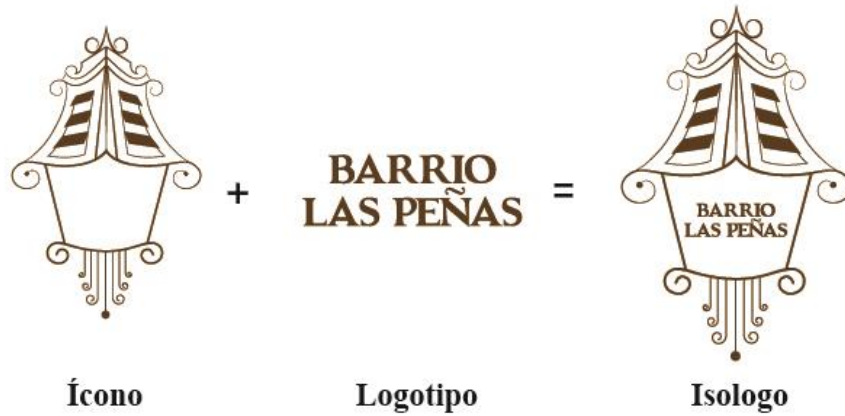 +
BARRIO
LAS PEÑAS
=
BARRIO
LAS PEÑAS
Ícono
Logotipo
Isologo